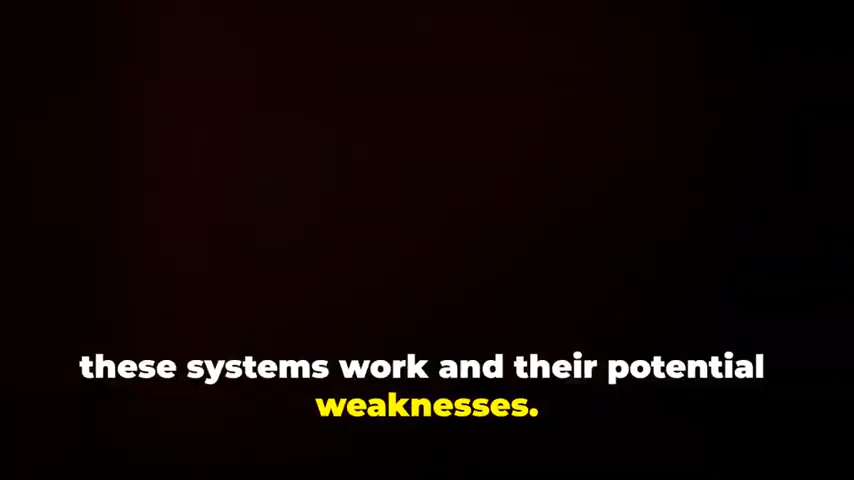 these systems work and their potential
weaknesses.